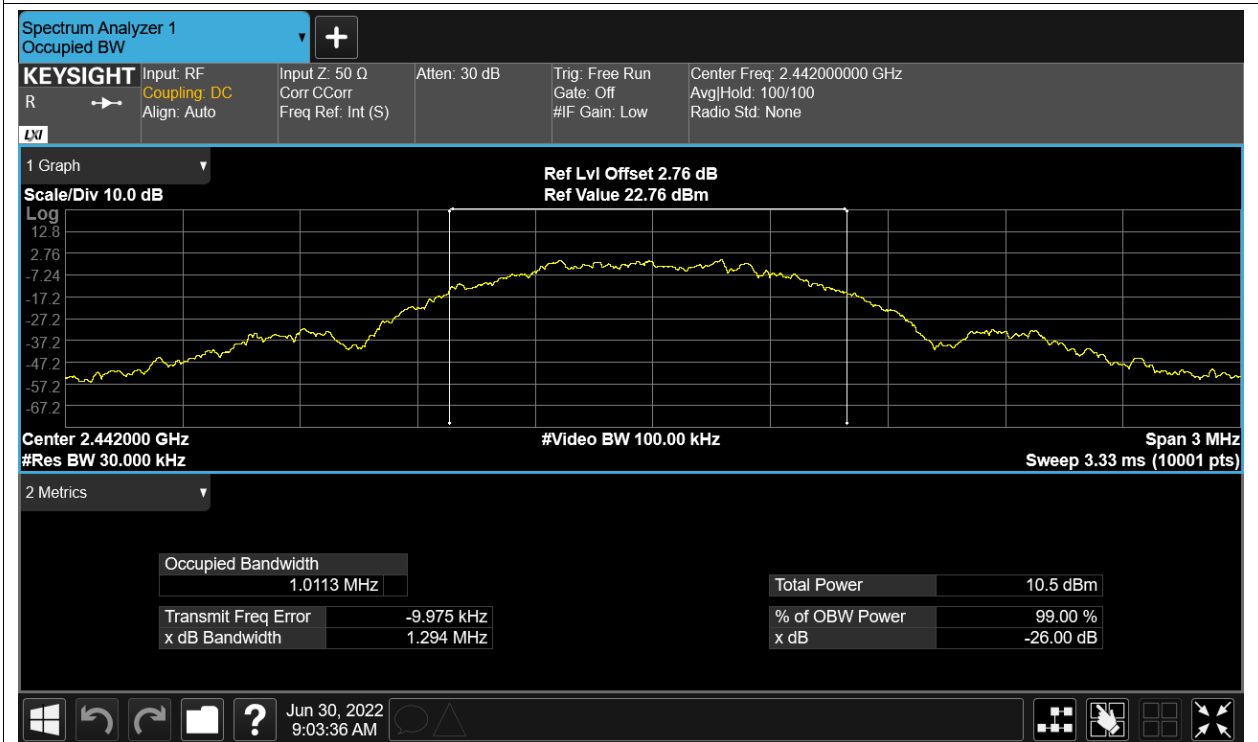 Spectrum Analyzer 1
Occupied BW
KEYSIGHT Input: RF Input Z: 50 Ω Atten: 30 dB Trig: Free Run Center Freq: 2.442000000 GHz
R Coupling: DC Corr CCorr Gate: Off Avg|Hold: 100/100
Align: Auto Freq Ref: Int (S) #IF Gain: Low Radio Std: None
LXI
1 Graph
Ref Lvl Offset 2.76 dB
Scale/Div 10.0 dB Ref Value 22.76 dBm
Log
12.8
2.76
-7.24
-17.2
-27.2
-37.2
-47.2
-57.2
-67.2
Center 2.442000 GHz #Video BW 100.00 kHz Span 3 MHz
#Res BW 30.000 kHz Sweep 3.33 ms (10001 pts)
2 Metrics
Occupied Bandwidth
1.0113 MHz Total Power 10.5 dBm
Transmit Freq Error -9.975 kHz % of OBW Power 99.00 %
x dB Bandwidth 1.294 MHz x dB -26.00 dB
? Jun 30, 2022
9:03:36 AM